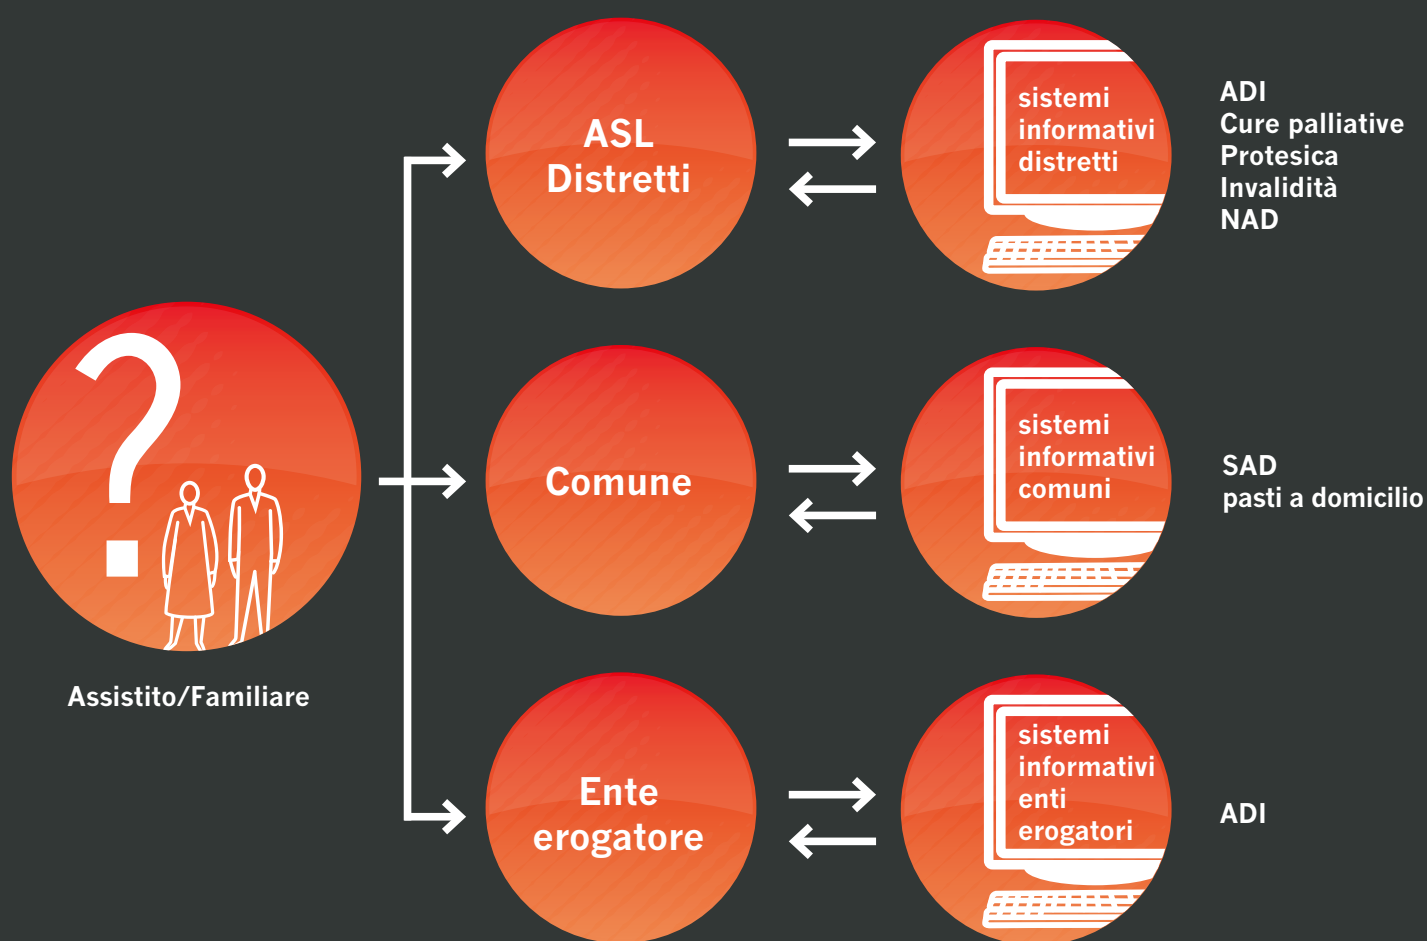 ?
Assistito/Familiare
ASL
Distretti
sistemi
informativi
distretti
ADI
Cure palliative
Protesica
Invalidità
NAD
Comune
sistemi
informativi
comuni
SAD
pasti a domicilio
Ente
erogatore
sistemi
informativi
enti
erogatori
ADI